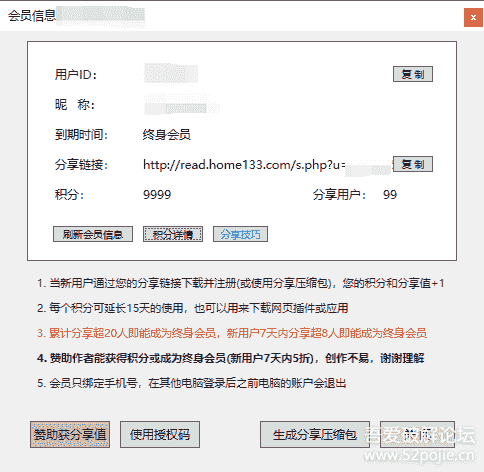 会员信息
x
用户ID： 复 制
昵 称：
到期时间： 终身会员
分享链接： http://read.home133.com/s.php?u= 复 制
积分： 9999 分享用户： 99
刷新会员信息 积分详情 分享技巧
1. 当新用户通过您的分享链接下载并注册(或使用分享压缩包)，您的积分和分享值+1
2. 每个积分可延长15天的使用，也可以用来下载网页插件或应用
3. 累计分享超20人即能成为终身会员，新用户7天内分享超8人即能成为终身会员
4. 赞助作者能获得积分或成为终身会员(新用户7天内5折)，创作不易，谢谢理解
5. 会员只绑定手机号，在其他电脑登录后之前电脑的账户会退出
赞助获分享值 使用授权码 生成分享压缩包
吾爱破解论坛
www.52pojie.cn